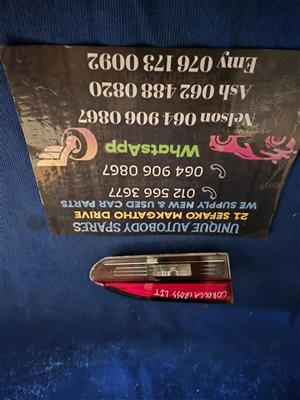 UNIQUE AUTOBODY SPARES
21 SEFAKO MAKGATHO DRIVE
WE SUPPLY NEW & USED CAR PARTS
012 566 3677
064 906 0867
WhatsApp
Nelson 064 906 0867
Ash 062 488 0820
Emy 076 173 0092
COROLLA CROSS LIT